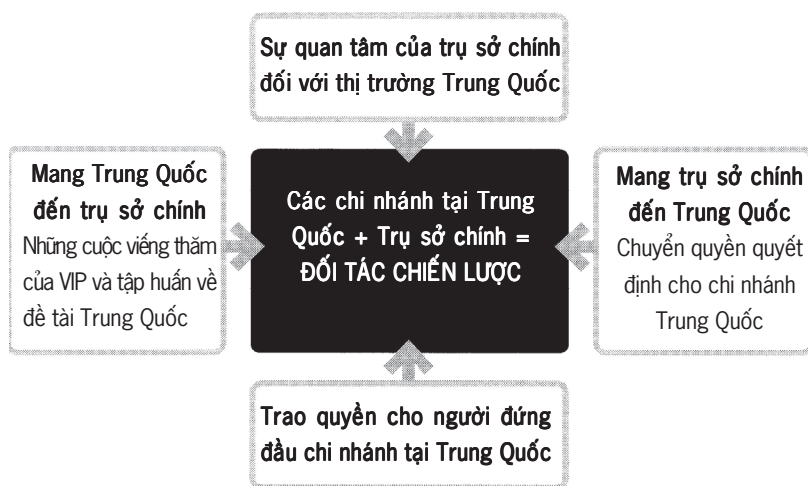 Sự quan tâm của trụ sở chính
đối với thị trường Trung Quốc
Mang Trung Quốc
đến trụ sở chính
Những cuộc viếng thăm
của VIP và tập huấn về
đề tài Trung Quốc
Các chi nhánh tại Trung
Quốc + Trụ sở chính =
ĐỐI TÁC CHIẾN LƯỢC
Mang trụ sở chính
đến Trung Quốc
Chuyển quyền quyết
định cho chi nhánh
Trung Quốc
Trao quyền cho người đứng
đầu chi nhánh tại Trung Quốc